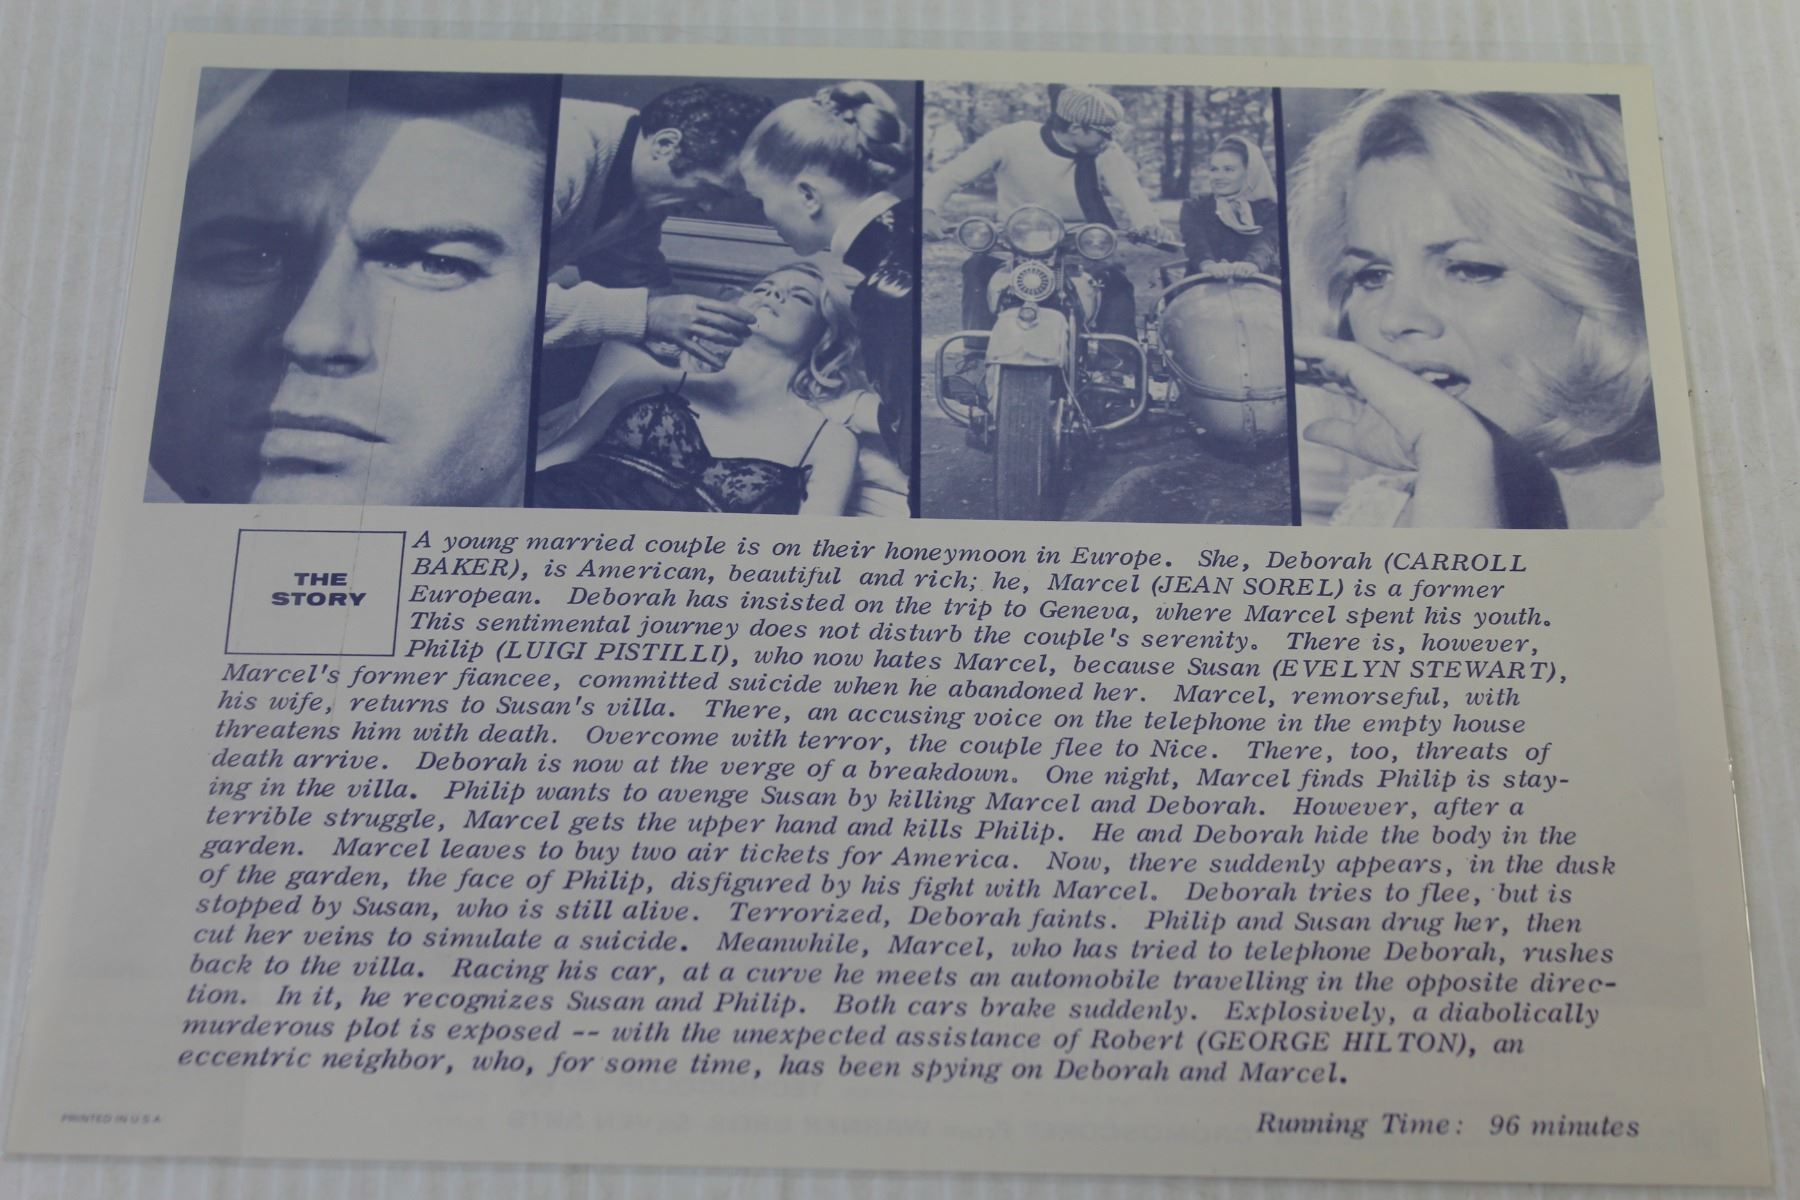 THE
STORY
A young married couple is on their honeymoon in Europe. She, Deborah (CARROLL
BAKER), is American, beautiful and rich; he, Marcel (JEAN SOREL) is a former
European. Deborah has insisted on the trip to Geneva, where Marcel spent his youth.
This sentimental journey does not disturb the couple's serenity. There is, however,
Philip (LUIGI PISTILLI), who now hates Marcel, because Susan (EVELYN STEWART),
Marcel's former fiancee, committed suicide when he abandoned her. Marcel, remorseful, with
his wife, returns to Susan's villa. There, an accusing voice on the telephone in the empty house
threatens him with death. Overcome with terror, the couple flee to Nice. There, too, threats of
death arrive. Deborah is now at the verge of a breakdown. One night, Marcel finds Philip is stay-
ing in the villa. Philip wants to avenge Susan by killing Marcel and Deborah. However, after a
terrible struggle, Marcel gets the upper hand and kills Philip. He and Deborah hide the body in the
garden. Marcel leaves to buy two air tickets for America. Now, there suddenly appears, in the dusk
of the garden, the face of Philip, disfigured by his fight with Marcel. Deborah tries to flee, but is
stopped by Susan, who is still alive. Terrorized, Deborah faints. Philip and Susan drug her, then
cut her veins to simulate a suicide. Meanwhile, Marcel, who has tried to telephone Deborah, rushes
back to the villa. Racing his car, at a curve he meets an automobile travelling in the opposite direc-
tion. In it, he recognizes Susan and Philip. Both cars brake suddenly. Explosively, a diabolically
murderous plot is exposed -- with the unexpected assistance of Robert (GEORGE HILTON), an
eccentric neighbor, who, for some time, has been spying on Deborah and Marcel.
PRINTED IN U S A
Running Time: 96 minutes